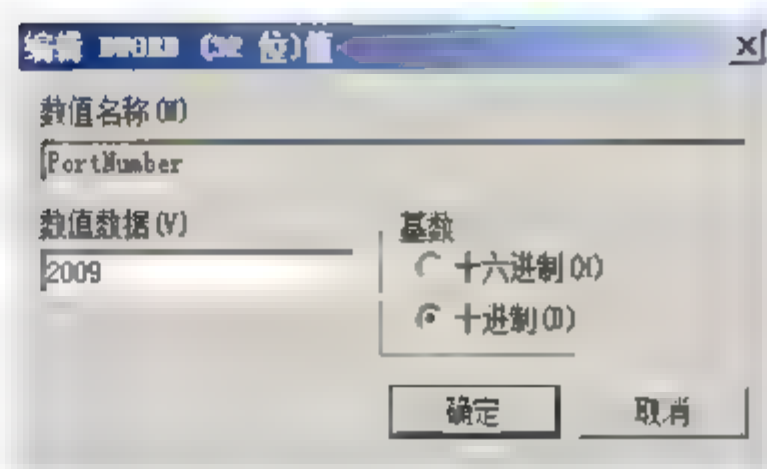 编辑 DWORD (32 位)值
数值名称(N)
PortNumber
数值数据(V)
2009
基数
十六进制(H)
十进制(D)
确定
取消